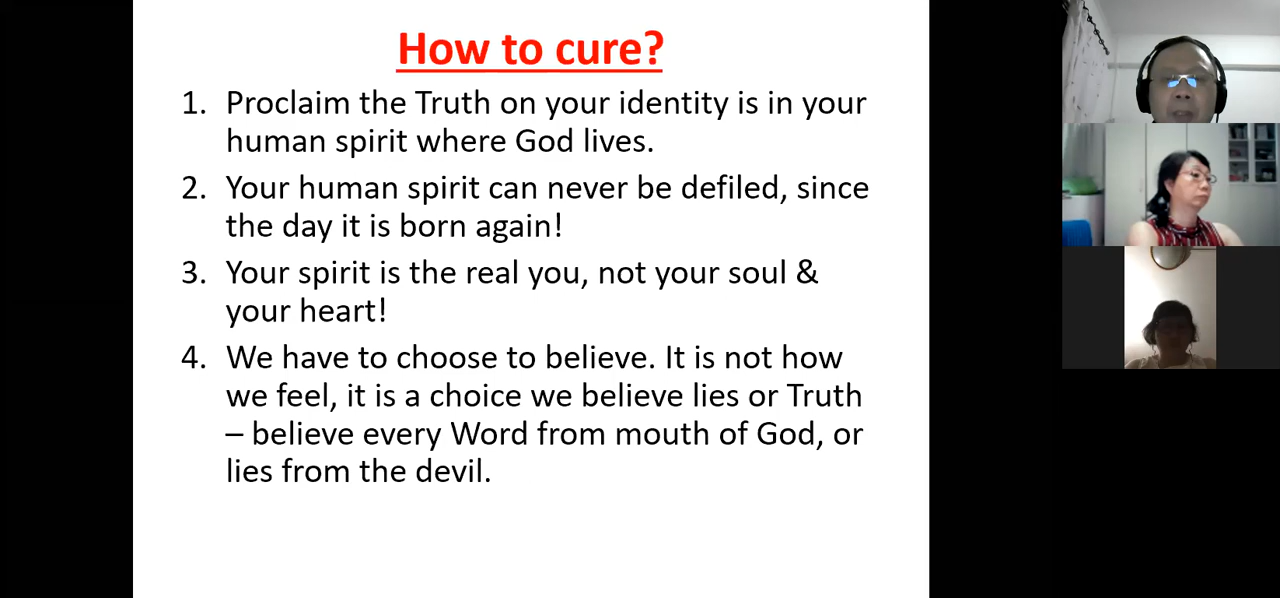 How to cure?
1. Proclaim the Truth on your identity is in your
human spirit where God lives.
2. Your human spirit can never be defiled, since
the day it is born again!
3. Your spirit is the real you, not your soul &
your heart!
4. We have to choose to believe. It is not how
we feel, it is a choice we believe lies or Truth
– believe every Word from mouth of God, or
lies from the devil.